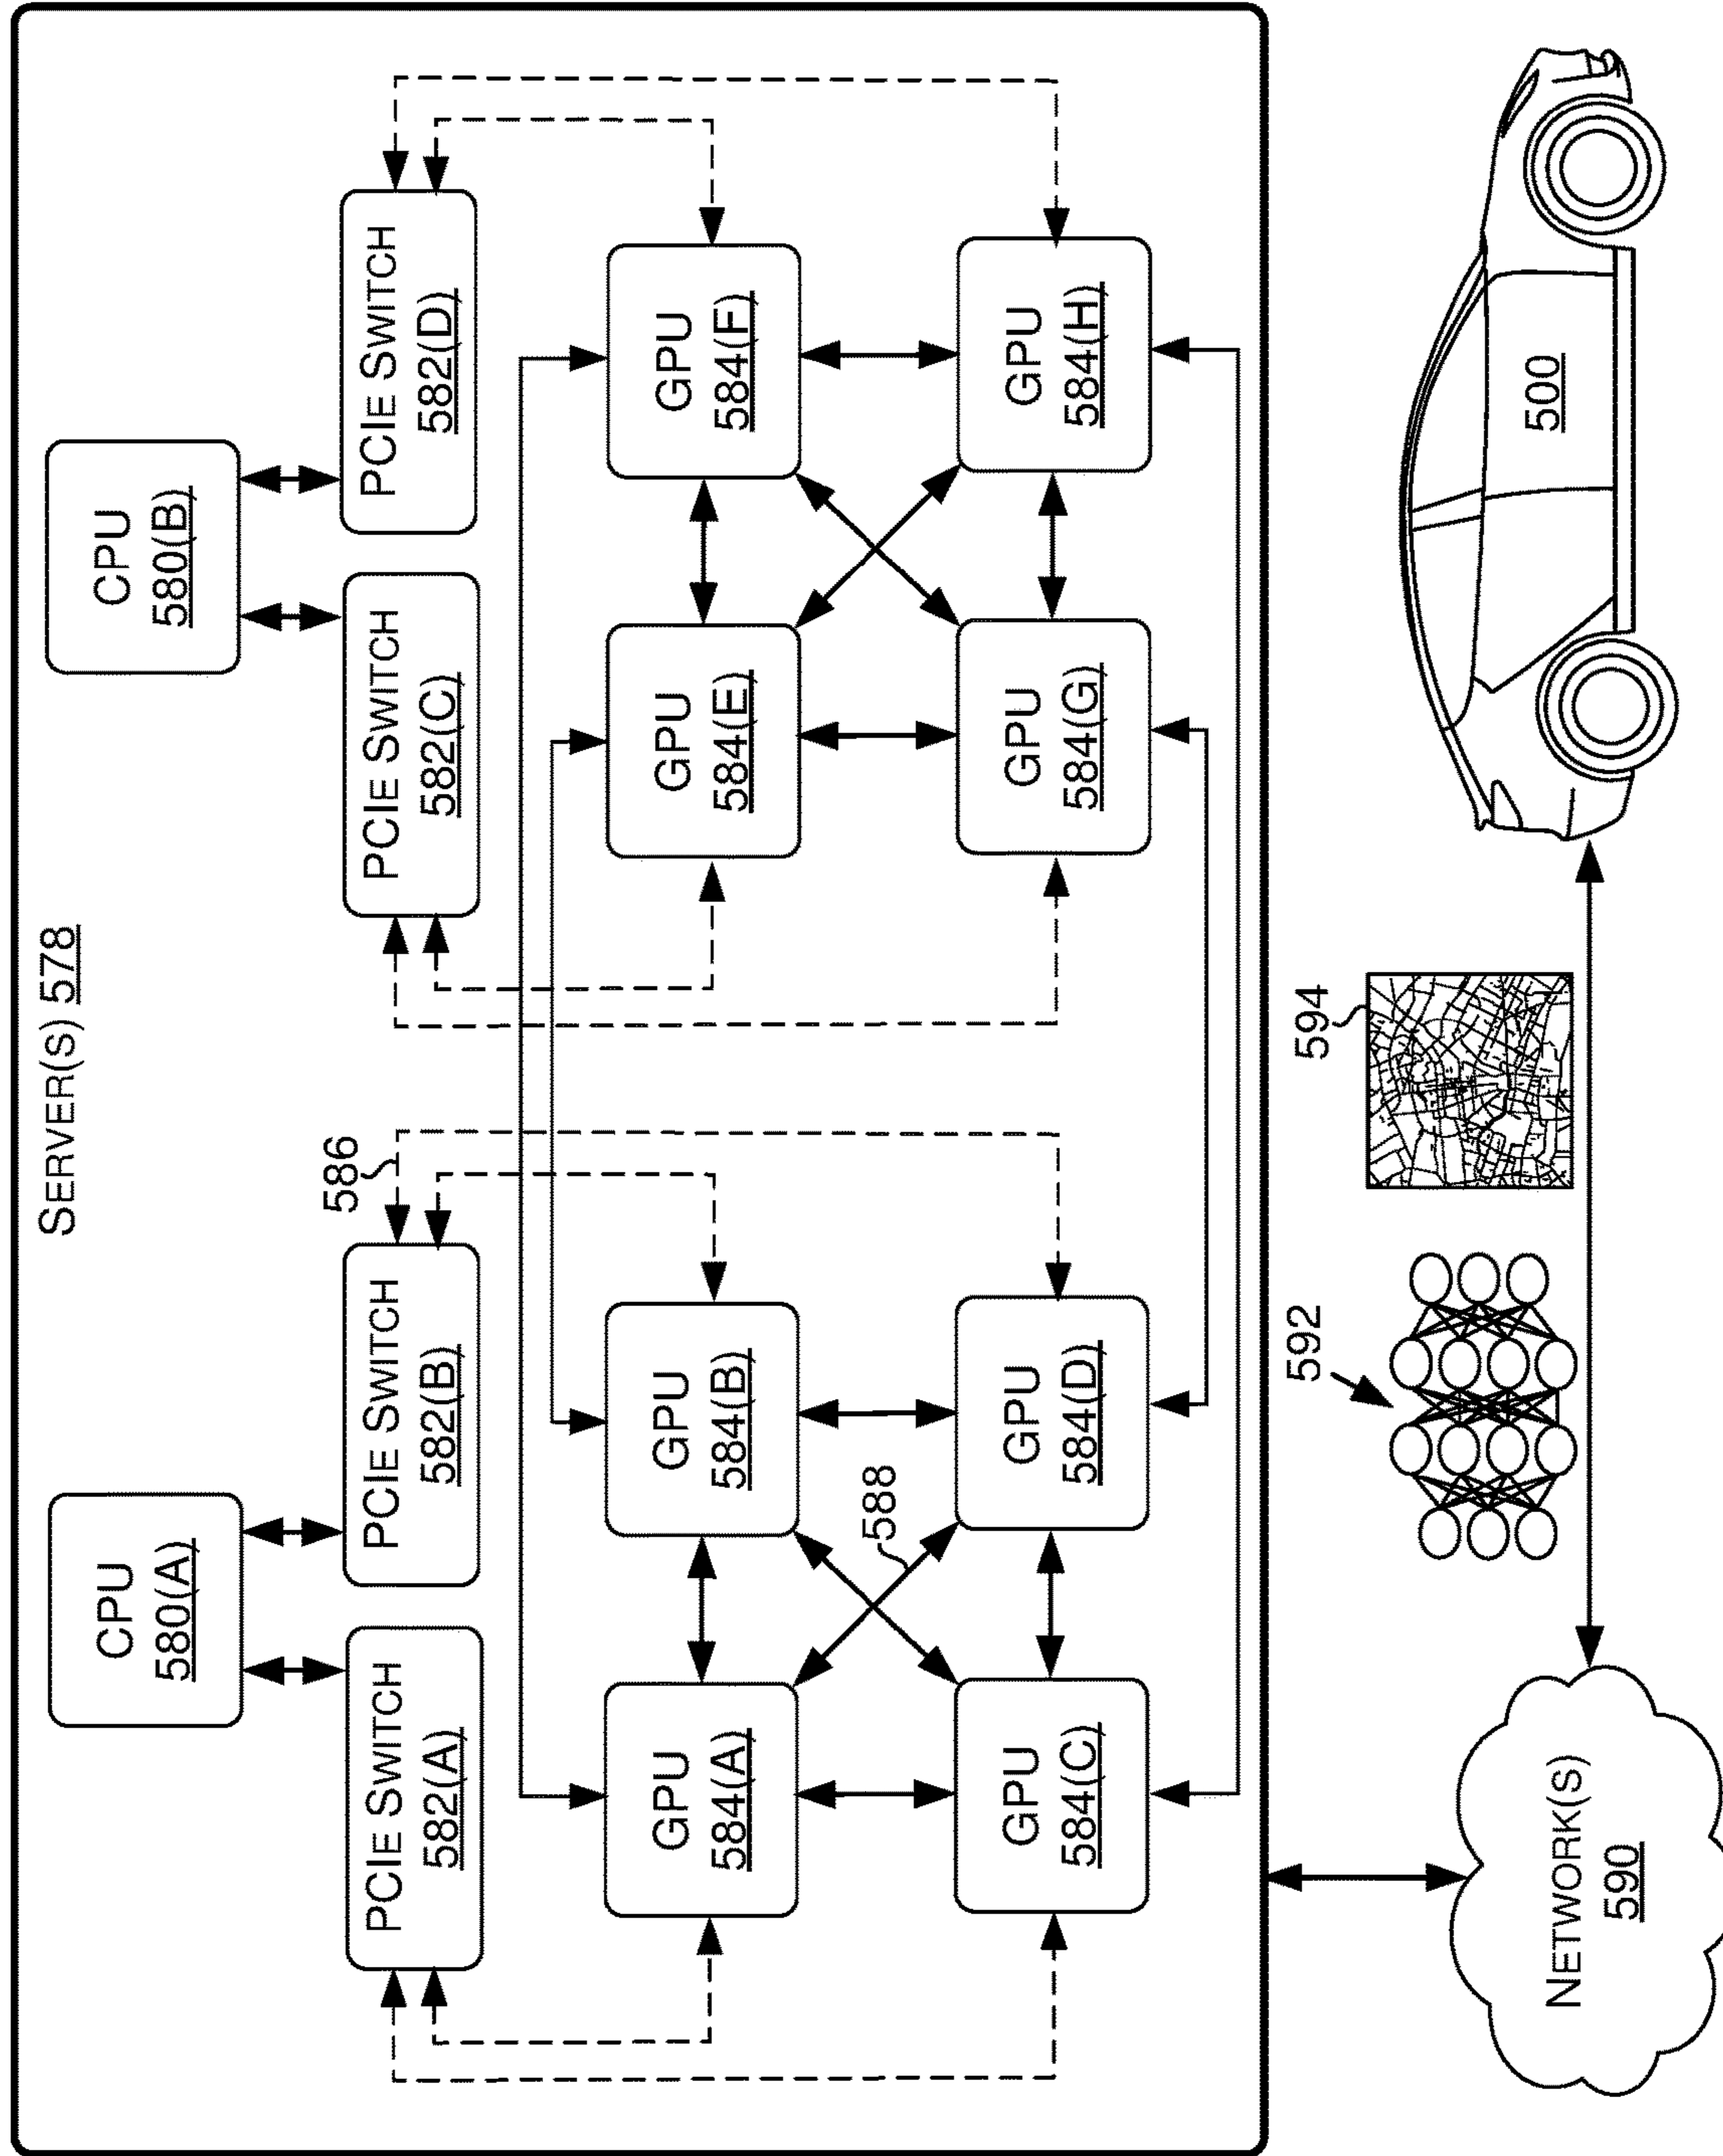 SERVER(S) 578
CPU
580(A)
CPU
580(B)
PCIE SWITCH
582(A)
PCIE SWITCH
582(B)
586
PCIE SWITCH
582(C)
PCIE SWITCH
582(D)
GPU
584(A)
GPU
584(B)
GPU
584(E)
GPU
584(F)
588
GPU
584(C)
GPU
584(D)
GPU
584(G)
GPU
584(H)
NETWORK(S)
590
592
594
500